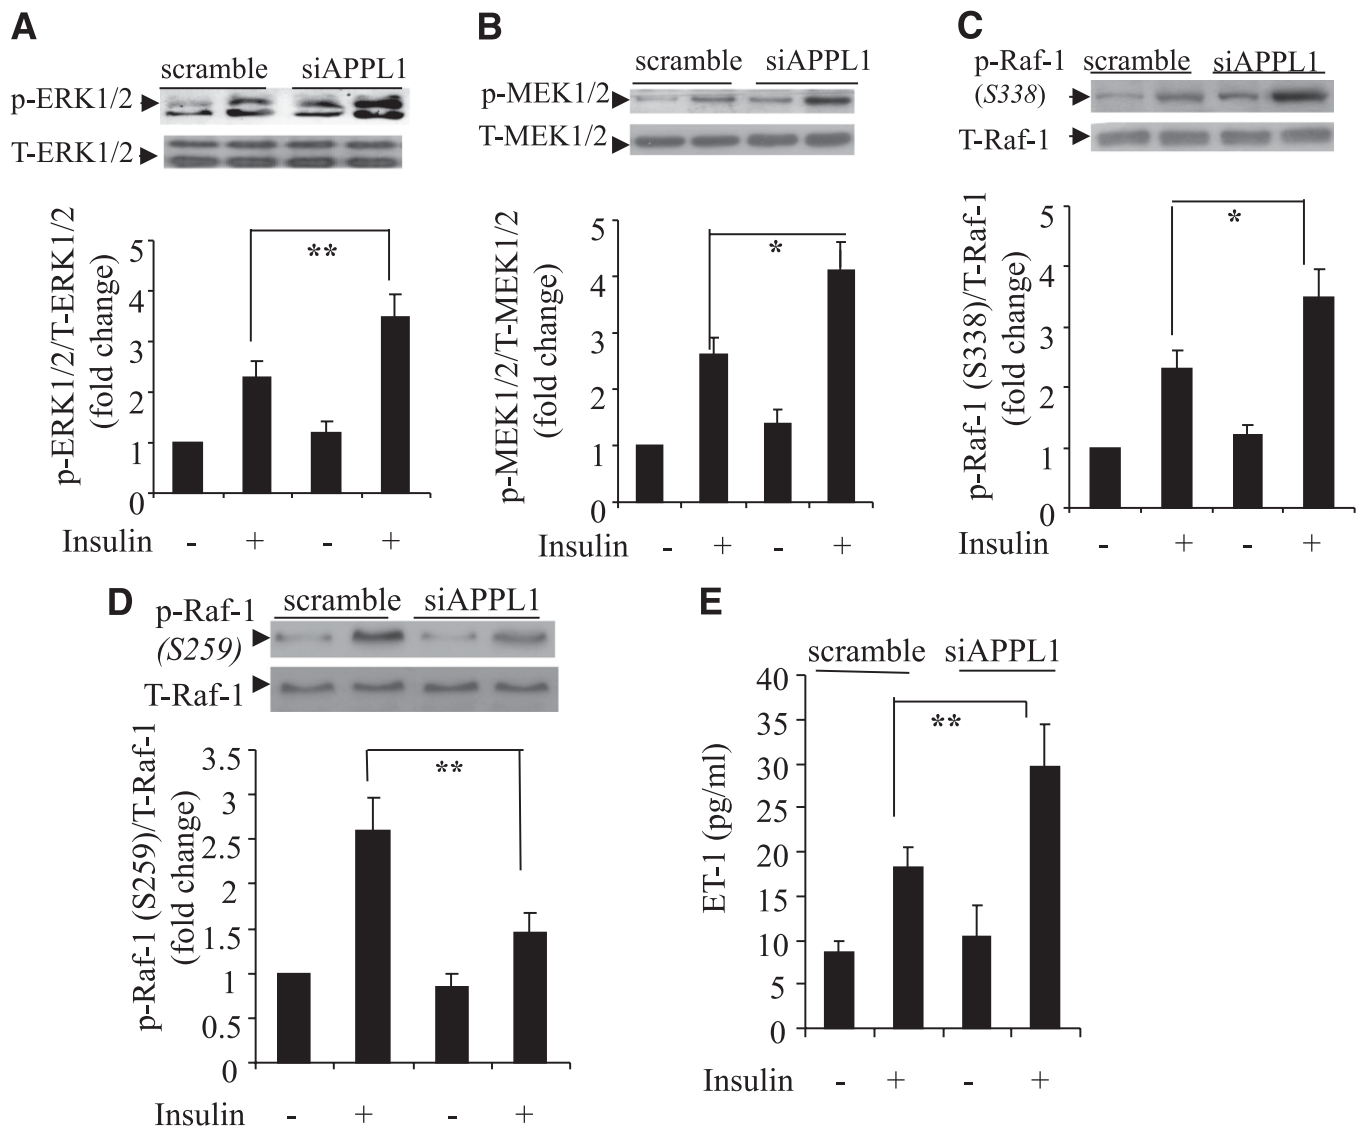 A
scramble siAPPL1
p-ERK1/2
T-ERK1/2
p-ERK1/2/T-ERK1/2
(fold change)
5
4
3
2
1
0
**
Insulin - + - +
B
scramble siAPPL1
p-MEK1/2
T-MEK1/2
p-MEK1/2/T-MEK1/2
(fold change)
5
4
3
2
1
0
*
Insulin - + - +
C
p-Raf-1 scramble siAPPL1
(S338)
T-Raf-1
p-Raf-1 (S338)/T-Raf-1
(fold change)
5
4
3
2
1
0
*
Insulin - + - +
D
p-Raf-1 scramble siAPPL1
(S259)
T-Raf-1
p-Raf-1 (S259)/T-Raf-1
(fold change)
3.5
3
2.5
2
1.5
1
0.5
0
**
Insulin - + - +
E
scramble siAPPL1
ET-1 (pg/ml)
40
35
30
25
20
15
10
5
0
**
Insulin - + - +